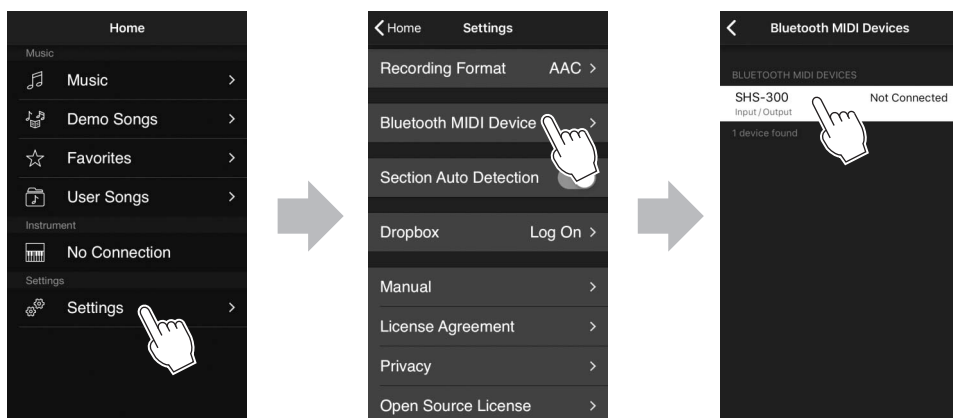 Home
Music
Music
Demo Songs
Favorites
User Songs
Instrument
No Connection
Settings
Settings
Home Settings
Recording Format AAC
Bluetooth MIDI Device
Section Auto Detection
Dropbox Log On
Manual
License Agreement
Privacy
Open Source License
Bluetooth MIDI Devices
BLUETOOTH MIDI DEVICES
SHS-300 Not Connected
Input / Output
1 device found